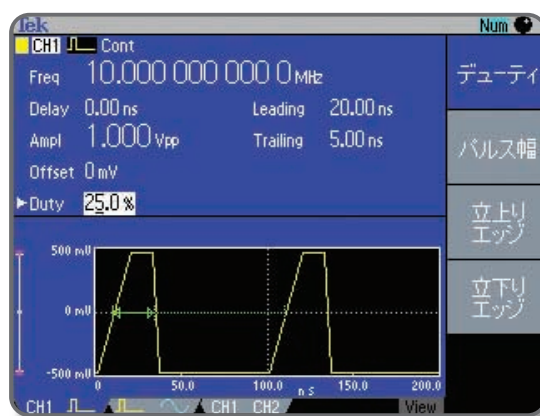 Tek
Num
CH1 Cont
Freq 10.000 000 000 0 MHz
Delay 0.00 ns Leading 20.00 ns
Ampl 1.000 Vpp Trailing 5.00 ns
Offset 0 mV
Duty 25.0 %
デューティ
パルス幅
立上り
エッジ
立下り
エッジ
500 mV
0 mV
-500 mV
0 50.0 100.0 ns 150.0 200.0
CH1 CH1 CH2 View